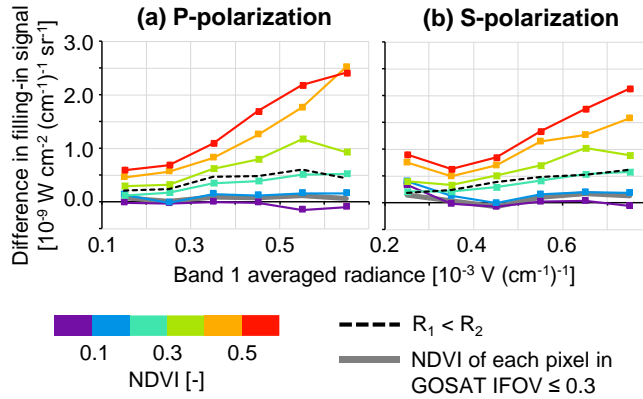 (a) P-polarization
(b) S-polarization
Difference in filling-in signal
[10⁻⁹ W cm⁻² (cm⁻¹)⁻¹ sr⁻¹]
3.0
2.0
1.0
0.0
0.1 0.3 0.5
0.2 0.4 0.6
Band 1 averaged radiance [10⁻³ V (cm⁻¹)⁻¹]
0.1 0.3 0.5
NDVI [-]
R₁ < R₂
NDVI of each pixel in
GOSAT IFOV ≤ 0.3